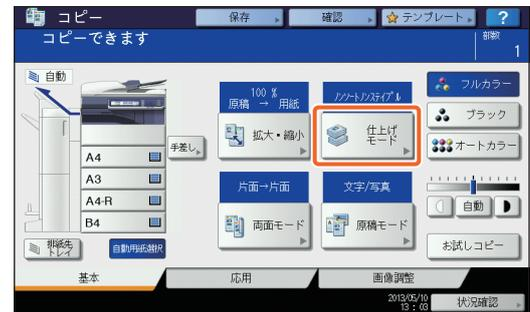 コピー
保存
確認
テンプレート
?
コピーできます
部数
1
自動
100 %
原稿 → 用紙
ノンソートノンステイプル
フルカラー
拡大・縮小
仕上げ
モード
ブラック
手差し
オートカラー
A4
A3
A4-R
B4
片面→片面
文字/写真
両面モード
原稿モード
自動
排紙先
トレイ
自動用紙選択
お試しコピー
基本
応用
画像調整
2013/05/10
13 : 03
状況確認